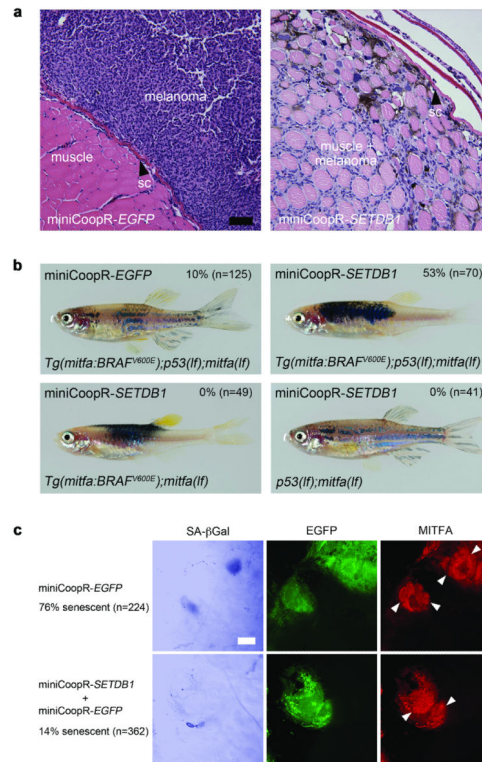 a
melanoma
muscle
sc
miniCoopR-EGFP
sc
muscle +
melanoma
miniCoopR-SETDB1
b
miniCoopR-EGFP 10% (n=125)
Tg(mitfa:BRAFV600E);p53(lf);mitfa(lf)
miniCoopR-SETDB1 53% (n=70)
Tg(mitfa:BRAFV600E);p53(lf);mitfa(lf)
miniCoopR-SETDB1 0% (n=49)
Tg(mitfa:BRAFV600E);mitfa(lf)
miniCoopR-SETDB1 0% (n=41)
p53(lf);mitfa(lf)
c
SA-βGal EGFP MITFA
miniCoopR-EGFP
76% senescent (n=224)
miniCoopR-SETDB1
+
miniCoopR-EGFP
14% senescent (n=362)